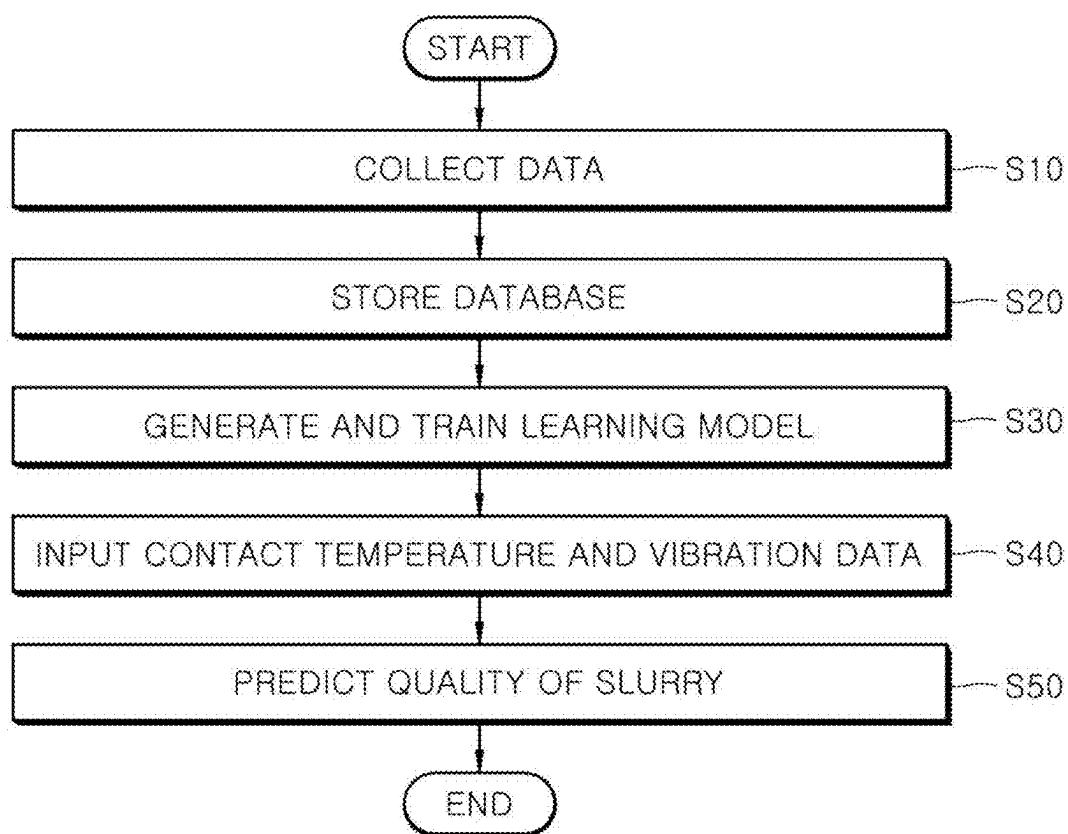 START
COLLECT DATA
S10
STORE DATABASE
S20
GENERATE AND TRAIN LEARNING MODEL
S30
INPUT CONTACT TEMPERATURE AND VIBRATION DATA
S40
PREDICT QUALITY OF SLURRY
S50
END